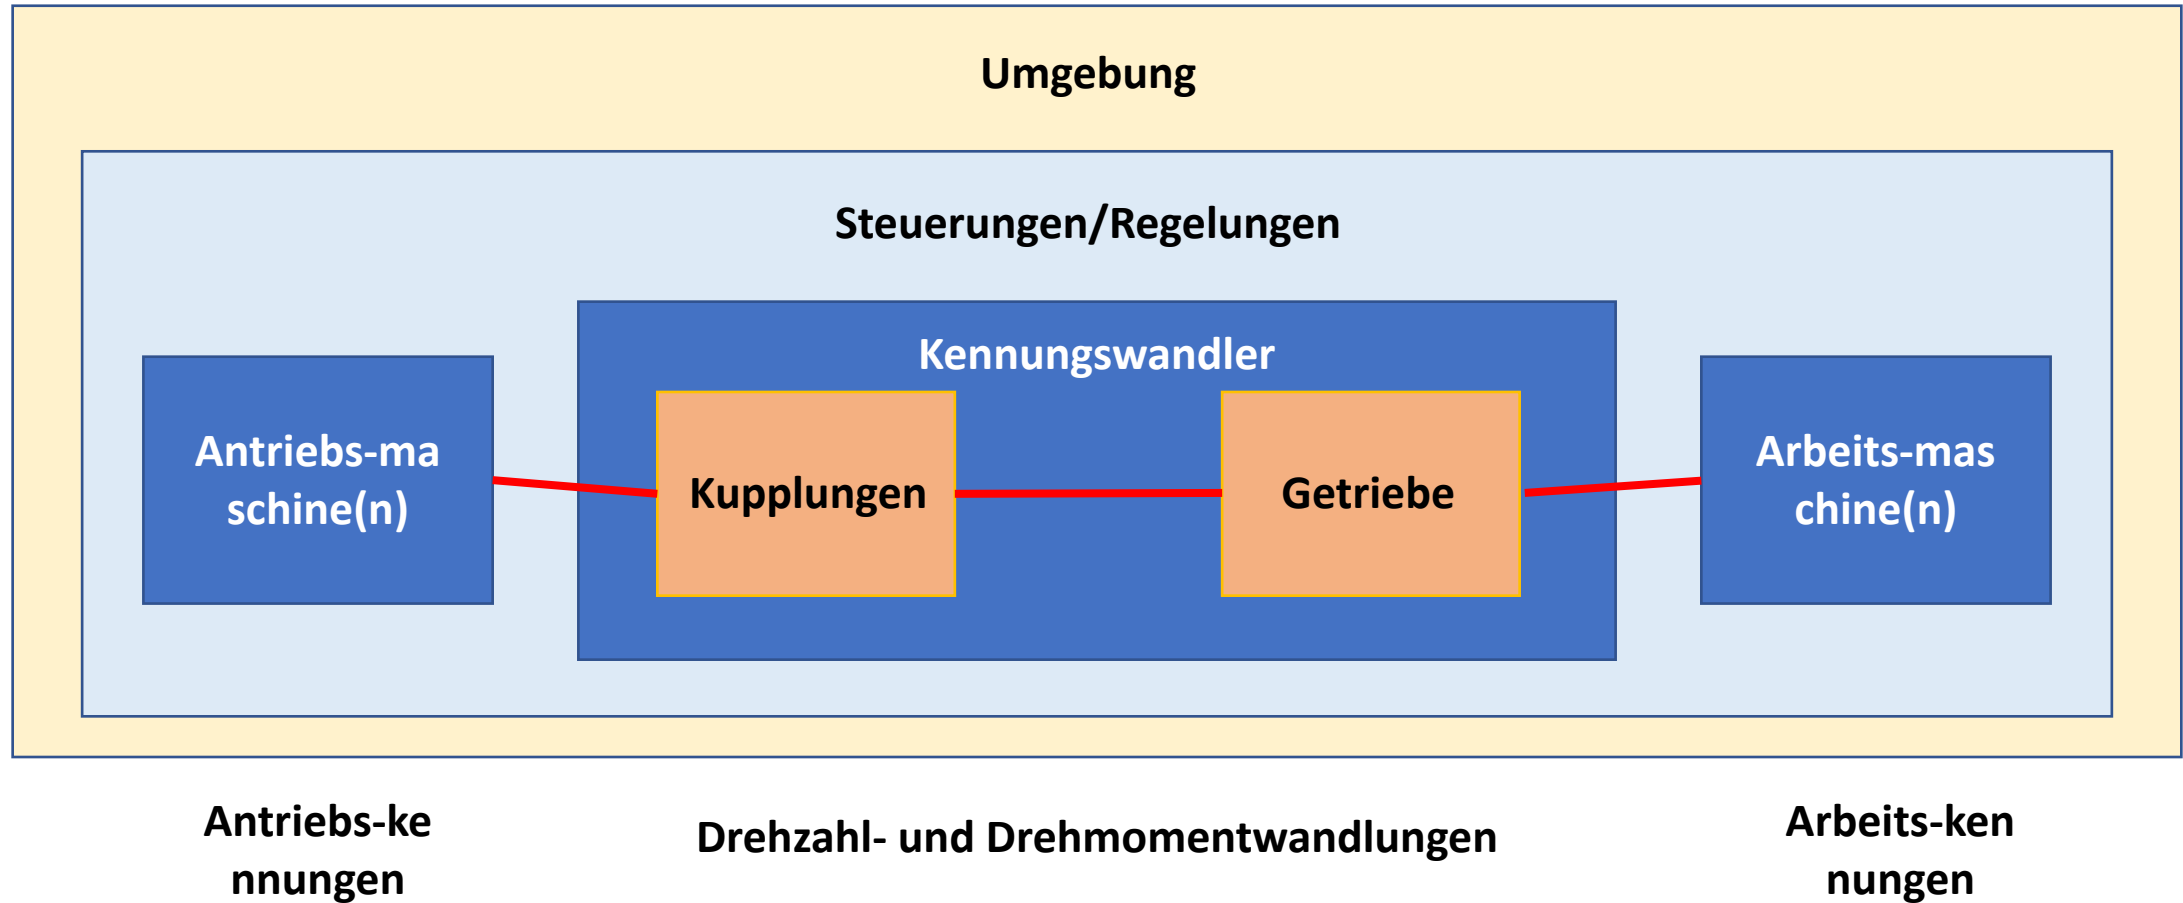 Umgebung
Steuerungen/Regelungen
Kennungswandler
Antriebs-ma
schine(n)
Kupplungen
Getriebe
Arbeits-mas
chine(n)
Antriebs-ke
nnungen
Drehzahl- und Drehmomentwandlungen
Arbeits-ken
nungen